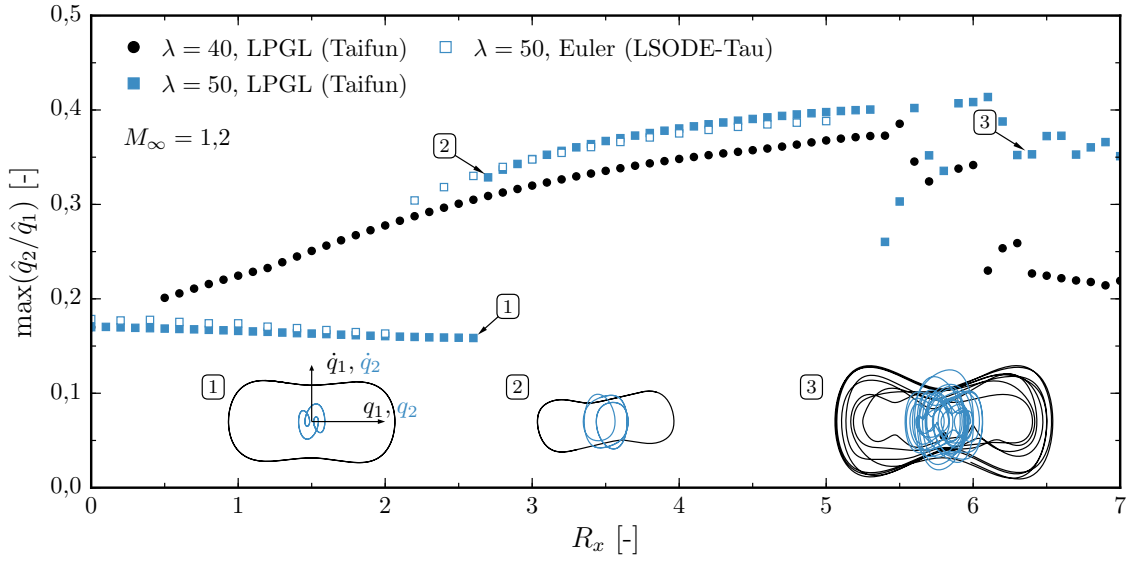 0,5
0,4
0,3
0,2
0,1
0,0
max(q̂₂/q̂₁) [-]
λ = 40, LPGL (Taifun)
λ = 50, LPGL (Taifun)
λ = 50, Euler (LSODE-Tau)
M∞ = 1,2
2
3
1
1
q̇₁, q̇₂
q₁, q₂
2
3
0 1 2 3 4 5 6 7
Rₓ [-]